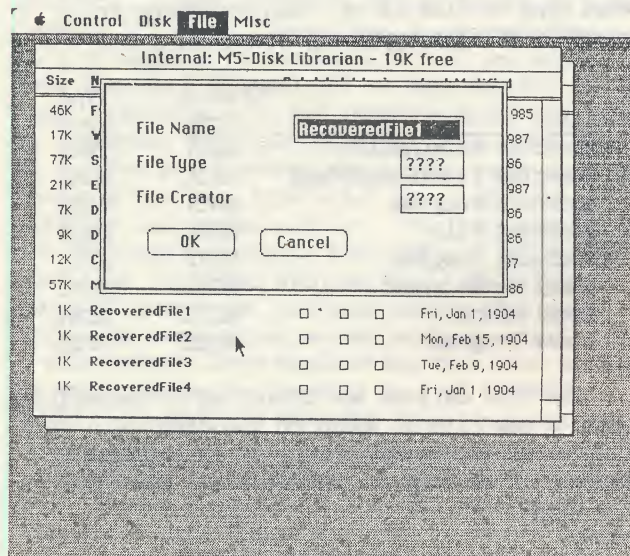 Control Disk File Misc
Internal: M5-Disk Librarian - 19K free
Size
46K F 985
17K 987
77K S 86
21K E 987
7K D 86
9K D 86
12K C 7
57K M 86
File Name RecoveredFile1
File Type ????
File Creator ????
OK Cancel
1K RecoveredFile1 Fri, Jan 1, 1904
1K RecoveredFile2 Mon, Feb 15, 1904
1K RecoveredFile3 Tue, Feb 9, 1904
1K RecoveredFile4 Fri, Jan 1, 1904